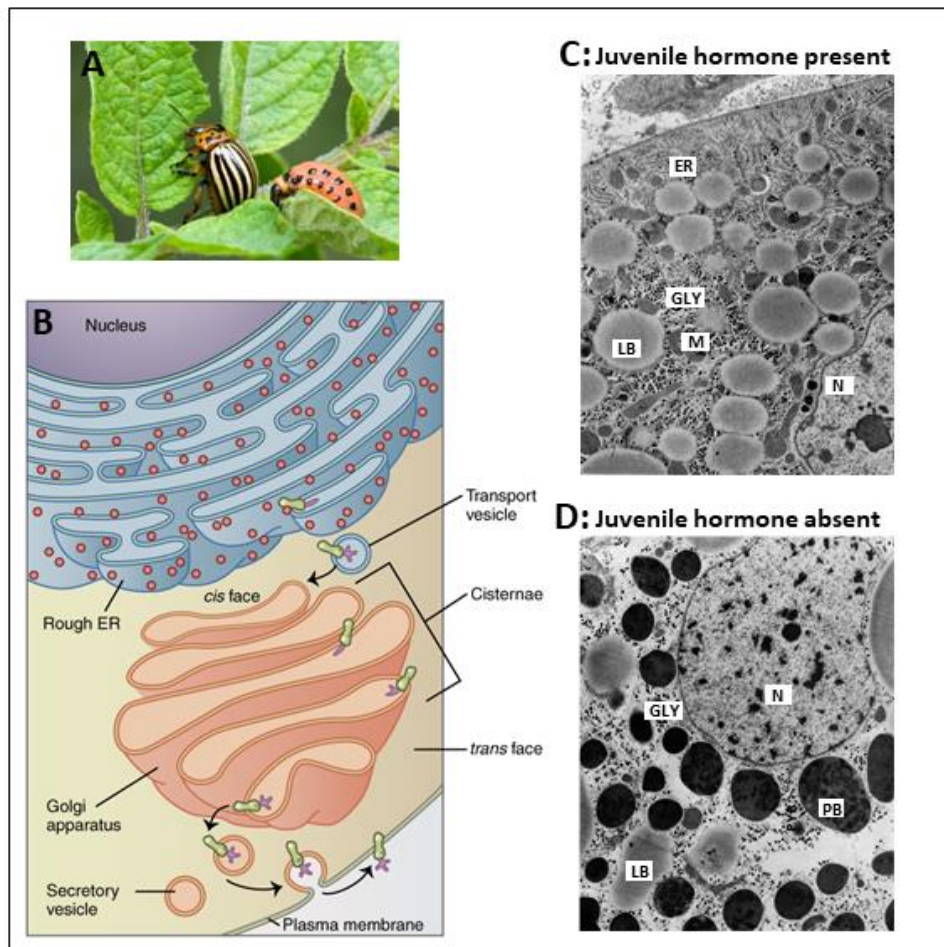 A
B
Nucleus
Transport
vesicle
cis face
Cisternae
Rough ER
trans face
Golgi
apparatus
Secretory
vesicle
Plasma membrane
C: Juvenile hormone present
ER
GLY
LB
M
N
D: Juvenile hormone absent
N
GLY
PB
LB